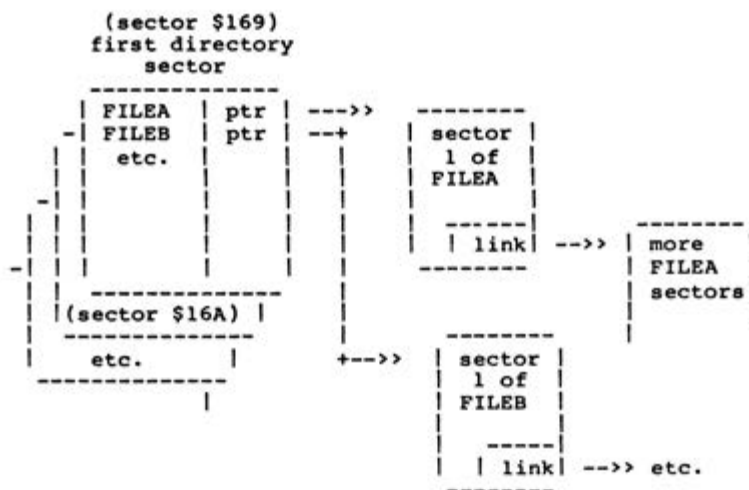 (sector $169)
first directory
sector
FILEA ptr --->>
FILEB ptr --+
etc.
sector
1 of
FILEA
link -->>
more
FILEA
sectors
(sector $16A)
etc.
+-->>
sector
1 of
FILEB
link -->> etc.